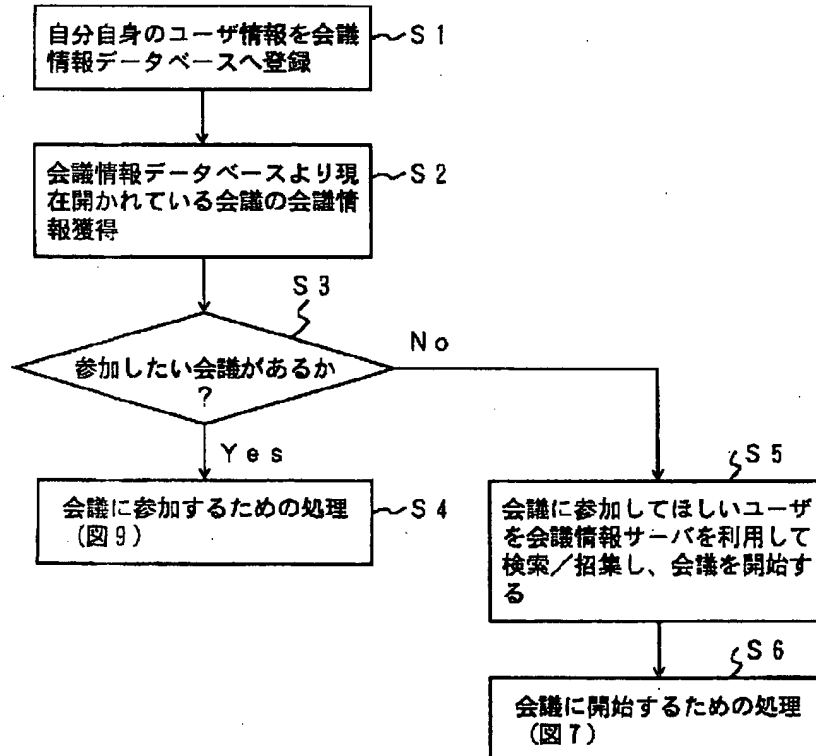 自分自身のユーザ情報を会議
情報データベースへ登録
S1
会議情報データベースより現
在開かれている会議の会議情
報獲得
S2
S3
参加したい会議があるか
?
No
Yes
会議に参加するための処理
(図9)
S4
S5
会議に参加してほしいユーザ
を会議情報サーバを利用して
検索/招集し、会議を開始す
る
S6
会議に開始するための処理
(図7)